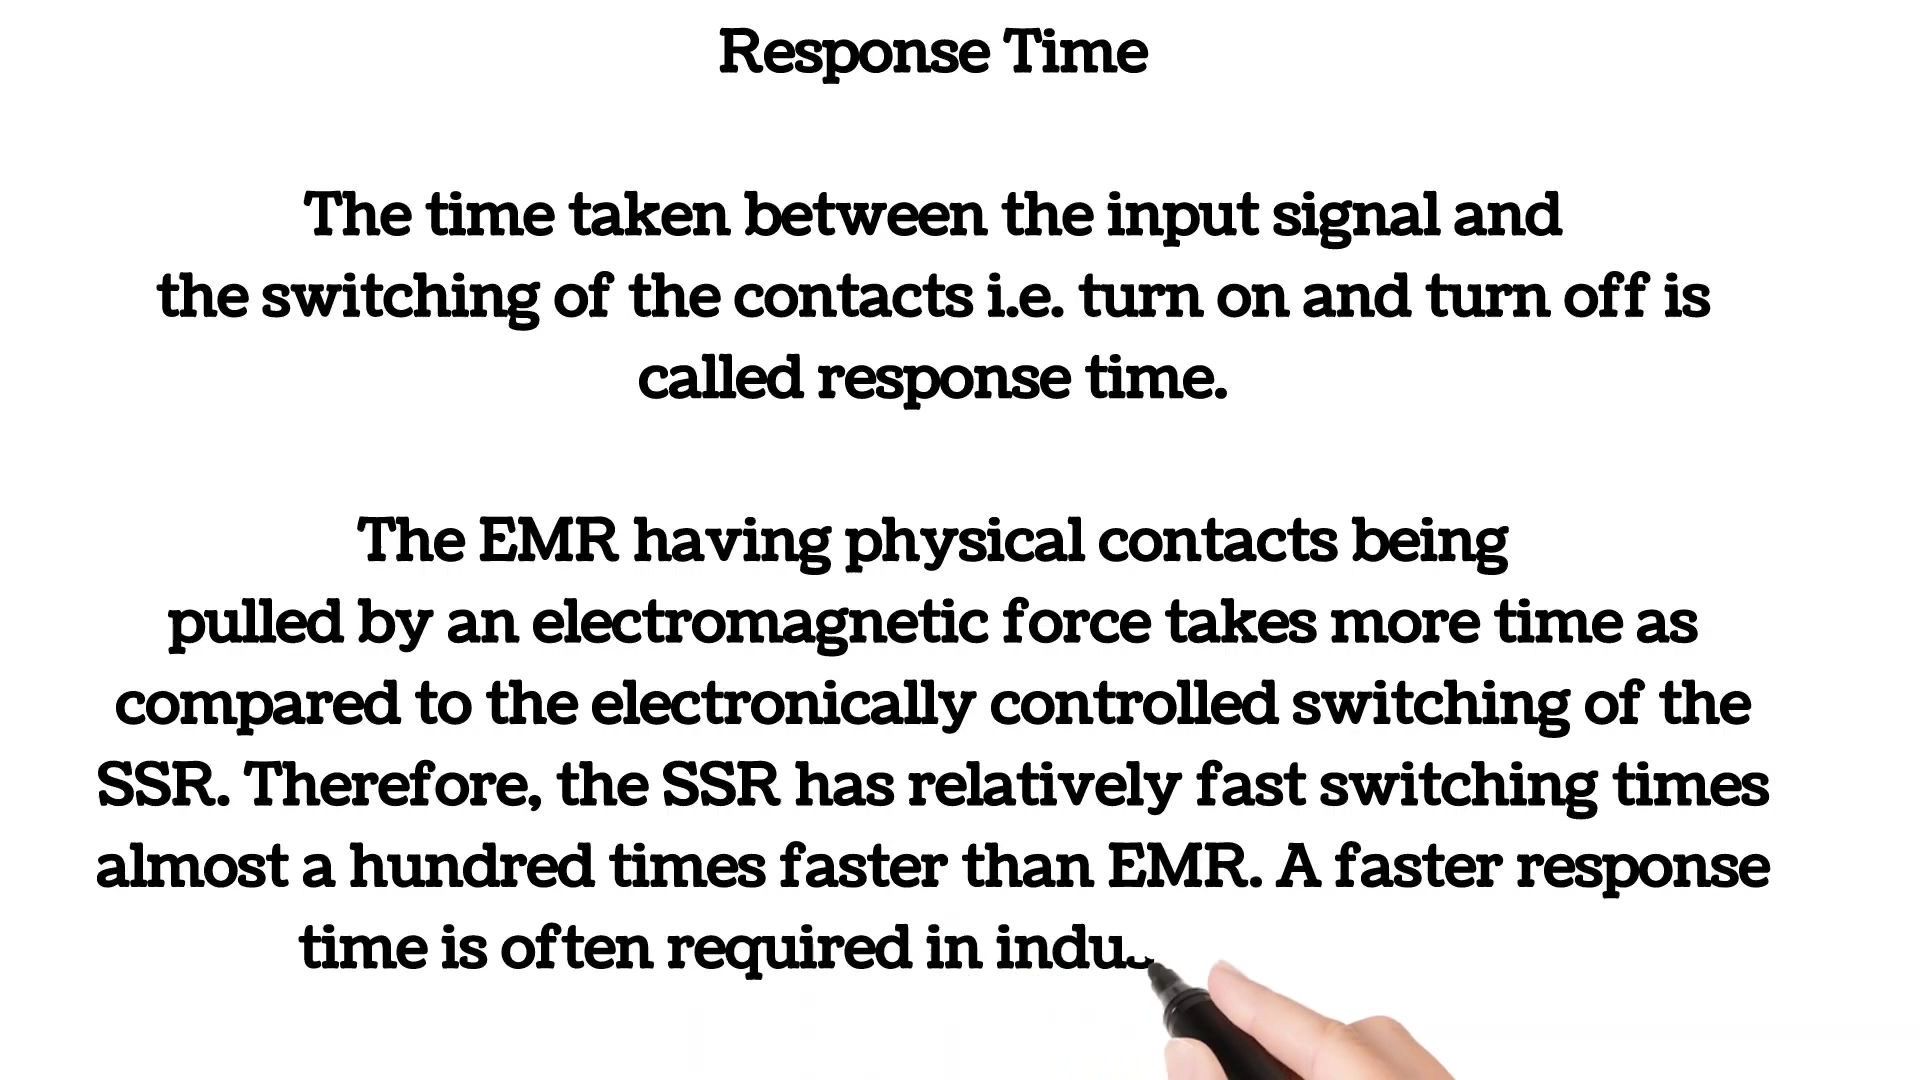 Response Time
The time taken between the input signal and
the switching of the contacts i.e. turn on and turn off is
called response time.
The EMR having physical contacts being
pulled by an electromagnetic force takes more time as
compared to the electronically controlled switching of the
SSR. Therefore, the SSR has relatively fast switching times
almost a hundred times faster than EMR. A faster response
time is often required in